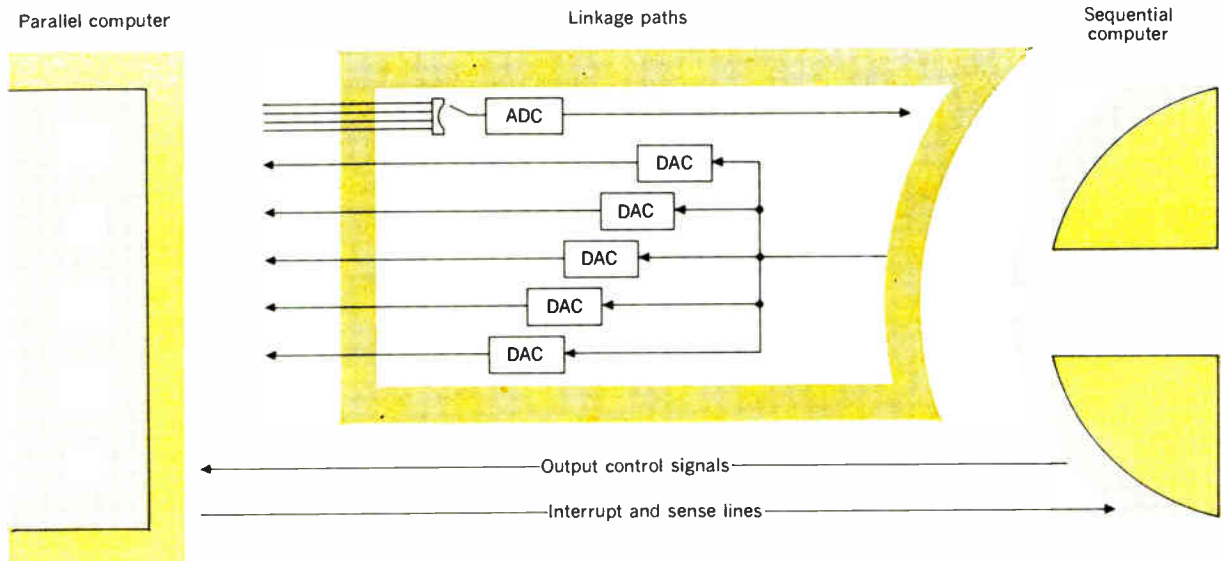 Parallel computer
Linkage paths
Sequential
computer
ADC
DAC
DAC
DAC
DAC
DAC
Output control signals
Interrupt and sense lines